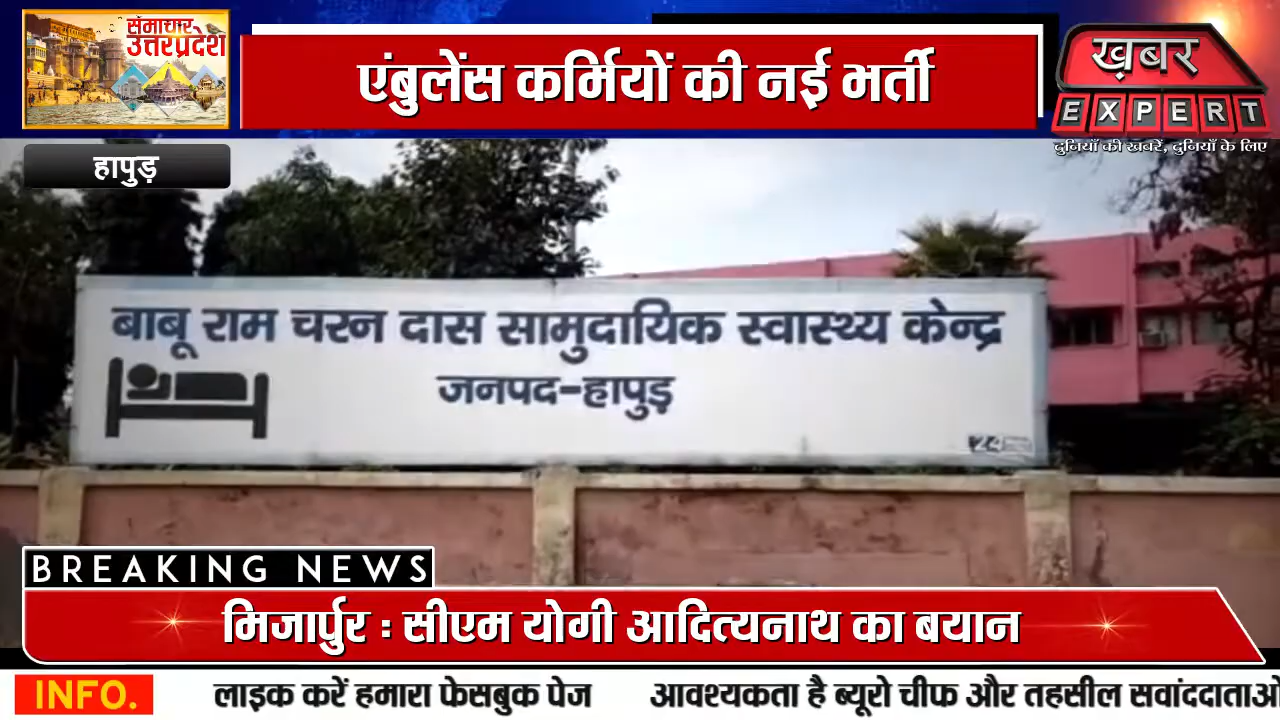 समाचार
उत्तरप्रदेश
एंबुलेंस कर्मियों की नई भर्ती
ख़बर
EXPERT
दुनियाँ की खबरें, दुनियाँ के लिए
हापुड़
बाबू राम चरन दास सामुदायिक स्वास्थ्य केन्द्र
जनपद-हापुड़
24
BREAKING NEWS
मिजार्पुर : सीएम योगी आदित्यनाथ का बयान
INFO. लाइक करें हमारा फेसबुक पेज आवश्यकता है ब्यूरो चीफ और तहसील सवांददाताओ